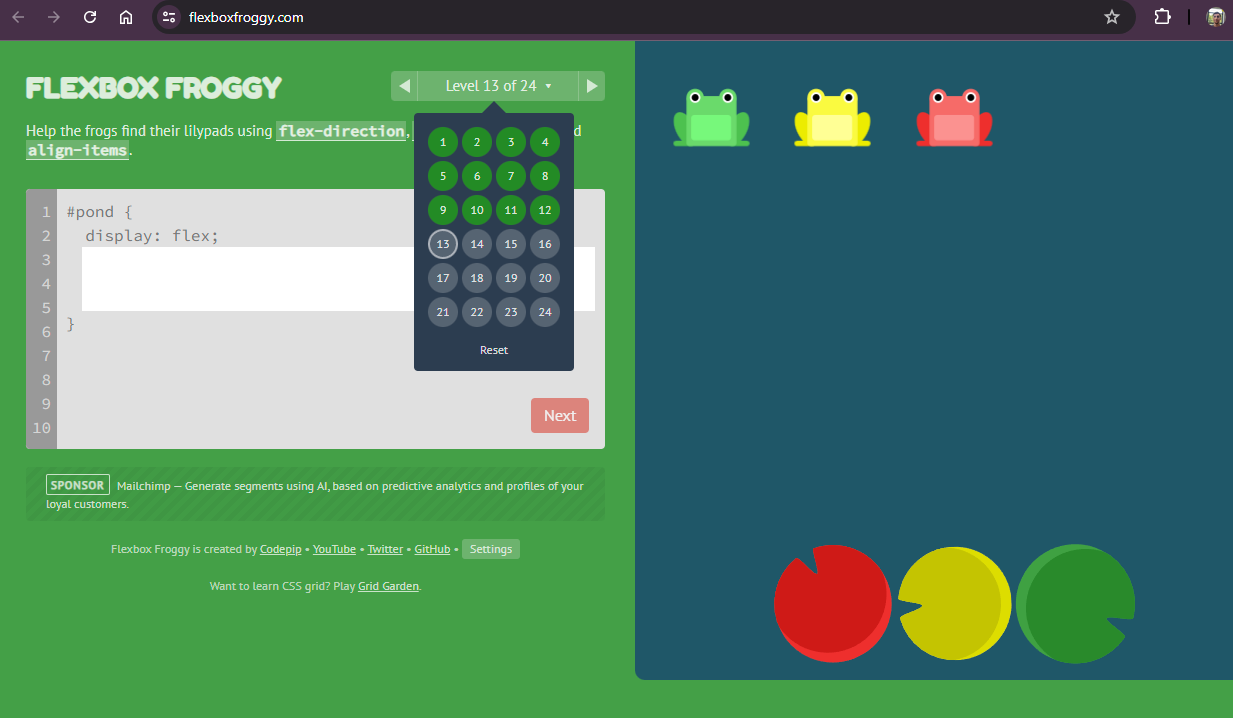 flexboxfroggy.com
FLEXBOX FROGGY
Level 13 of 24
Help the frogs find their lilypads using flex-direction, d
align-items.
1 2 3 4
5 6 7 8
9 10 11 12
13 14 15 16
17 18 19 20
21 22 23 24
Reset
1 #pond {
2 display: flex;
3
4
5
6 }
7
8
9
10
Next
SPONSOR Mailchimp — Generate segments using AI, based on predictive analytics and profiles of your
loyal customers.
Flexbox Froggy is created by Codepip • YouTube • Twitter • GitHub • Settings
Want to learn CSS grid? Play Grid Garden.